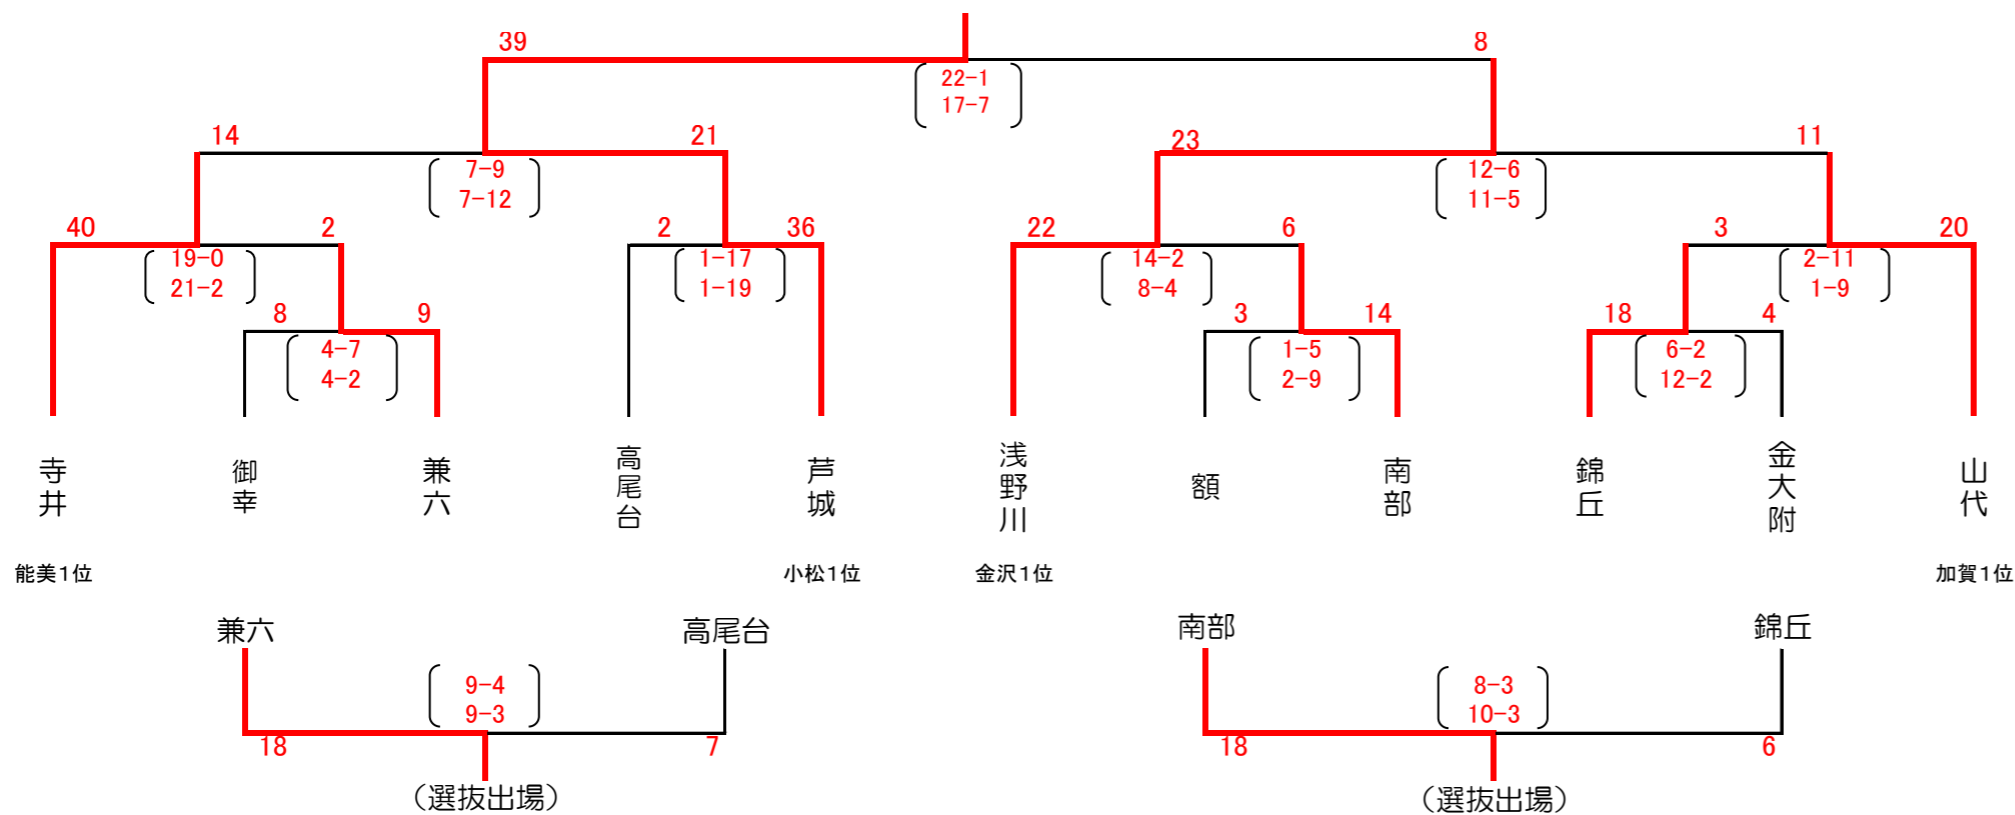 39
8
22-1
17-7
14
21
23
11
7-9
7-12
12-6
11-5
40
2
2
36
22
6
3
20
19-0
21-2
1-17
1-19
14-2
8-4
2-11
1-9
8
9
3
14
18
4
4-7
4-2
1-5
2-9
6-2
12-2
寺井
御幸
兼六
高尾台
芦城
浅野川
額
南部
錦丘
金大附
山代
能美1位
小松1位
金沢1位
加賀1位
兼六
高尾台
南部
錦丘
9-4
9-3
8-3
10-3
18
7
18
6
（選抜出場）
（選抜出場）